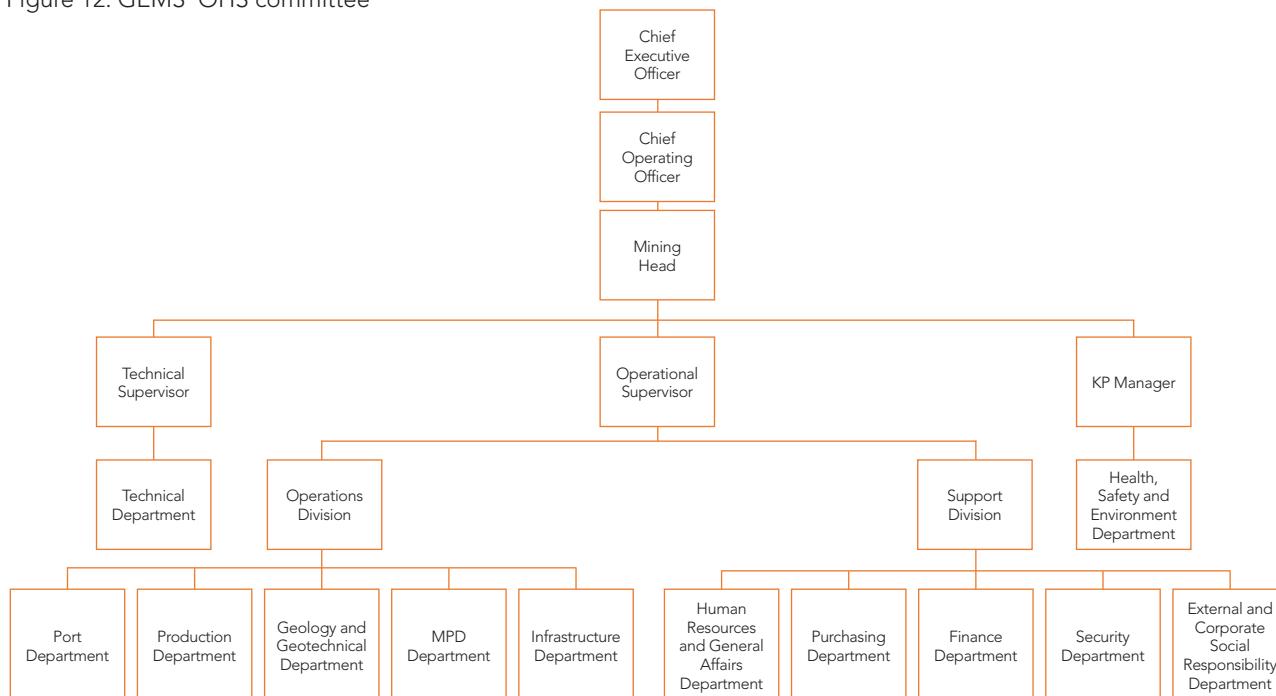 Figure 12. GEMS' OHS committee
Chief
Executive
Officer
Chief
Operating
Officer
Mining
Head
Technical
Supervisor
Operational
Supervisor
KP Manager
Technical
Department
Operations
Division
Support
Division
Health,
Safety and
Environment
Department
Port
Department
Production
Department
Geology and
Geotechnical
Department
MPD
Department
Infrastructure
Department
Human
Resources
and General
Affairs
Department
Purchasing
Department
Finance
Department
Security
Department
External and
Corporate
Social
Responsibility
Department